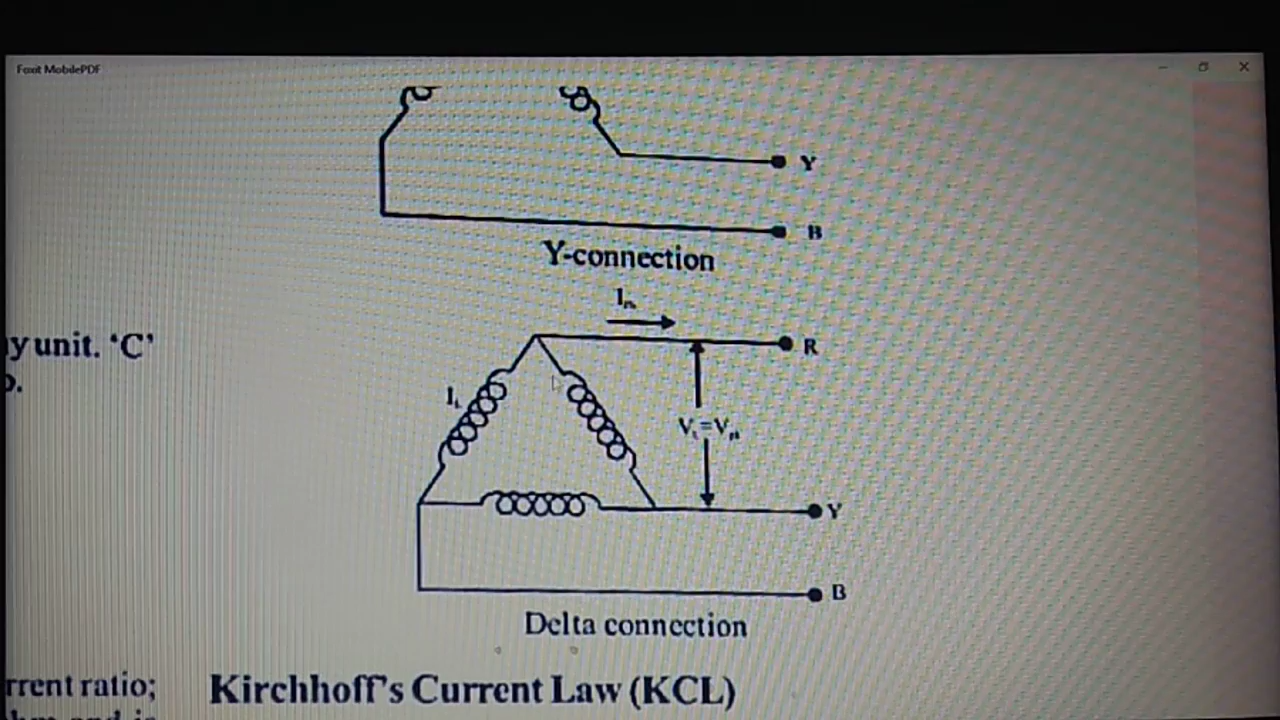 Foxit MobilePDF
Y
B
Y-connection
y unit. ‘C’
R
I
V =V
Y
B
Delta connection
rrent ratio;
Kirchhoff's Current Law (KCL)